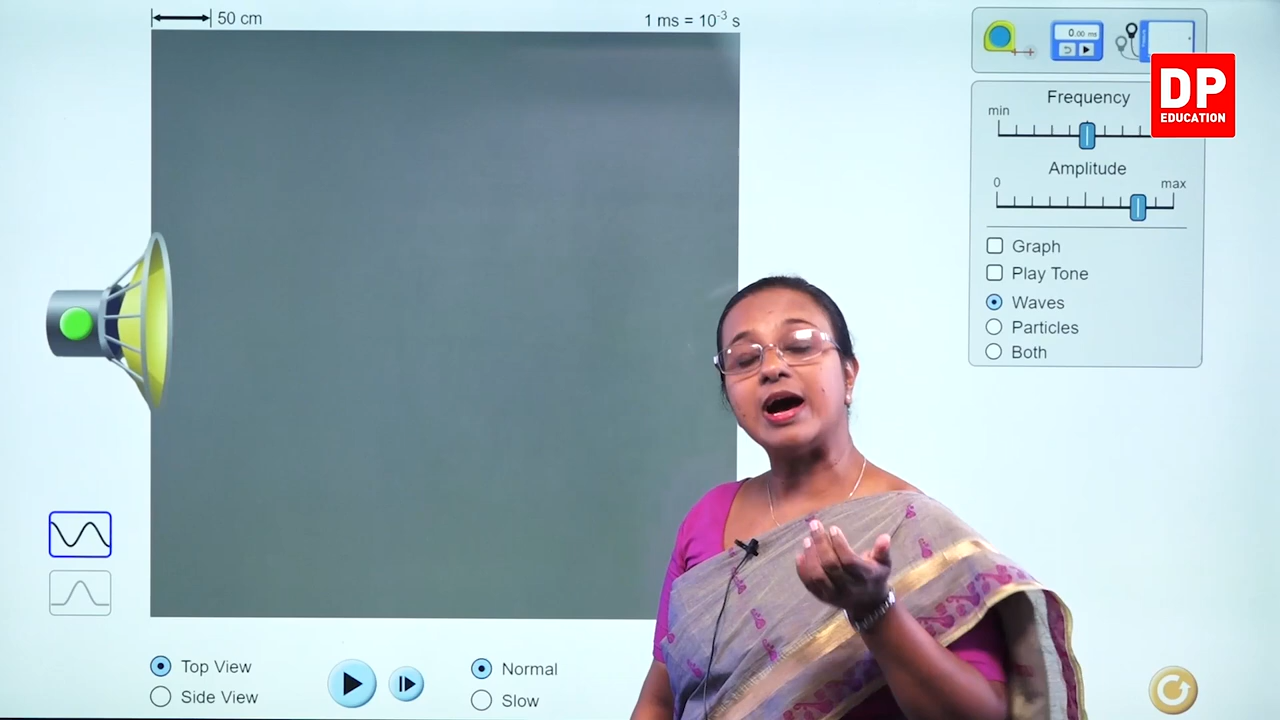 50 cm
1 ms = 10⁻³ s
0.00 ms
DP
EDUCATION
Frequency
min
Amplitude
0
max
Graph
Play Tone
Waves
Particles
Both
Top View
Side View
Normal
Slow